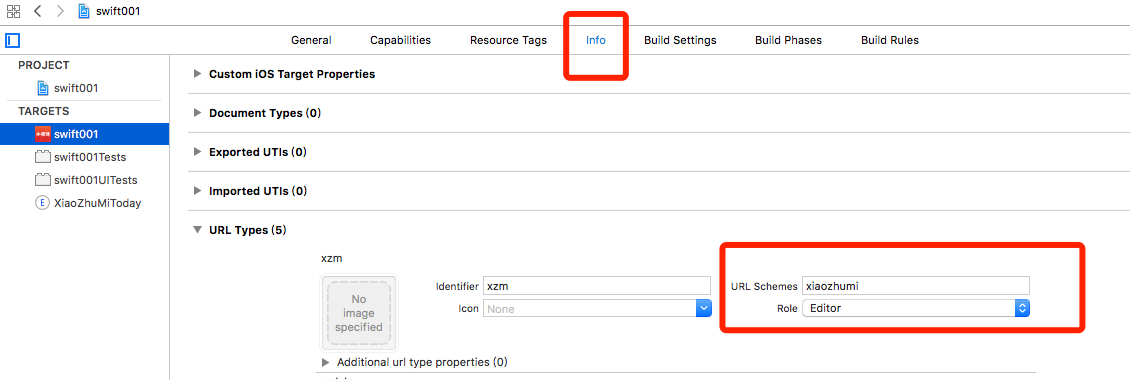 swift001
General Capabilities Resource Tags Info Build Settings Build Phases Build Rules
PROJECT
swift001
TARGETS
swift001
swift001Tests
swift001UITests
E XiaoZhuMiToday
Custom iOS Target Properties
Document Types (0)
Exported UTIs (0)
Imported UTIs (0)
URL Types (5)
xzm
No
image
specified
Identifier xzm
Icon None
URL Schemes xiaozhumi
Role Editor
Additional url type properties (0)